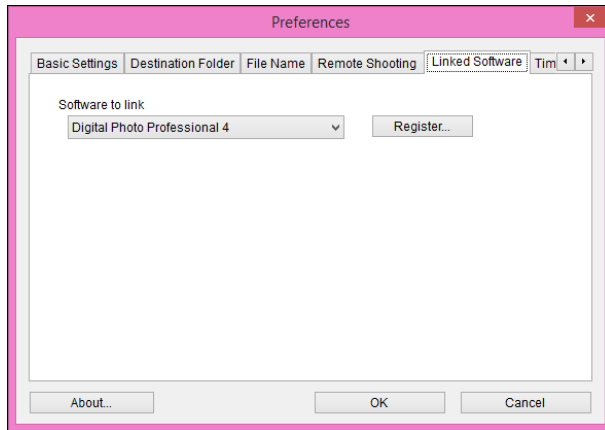 Preferences
Basic Settings Destination Folder File Name Remote Shooting Linked Software Tim
Software to link
Digital Photo Professional 4 Register...
About... OK Cancel